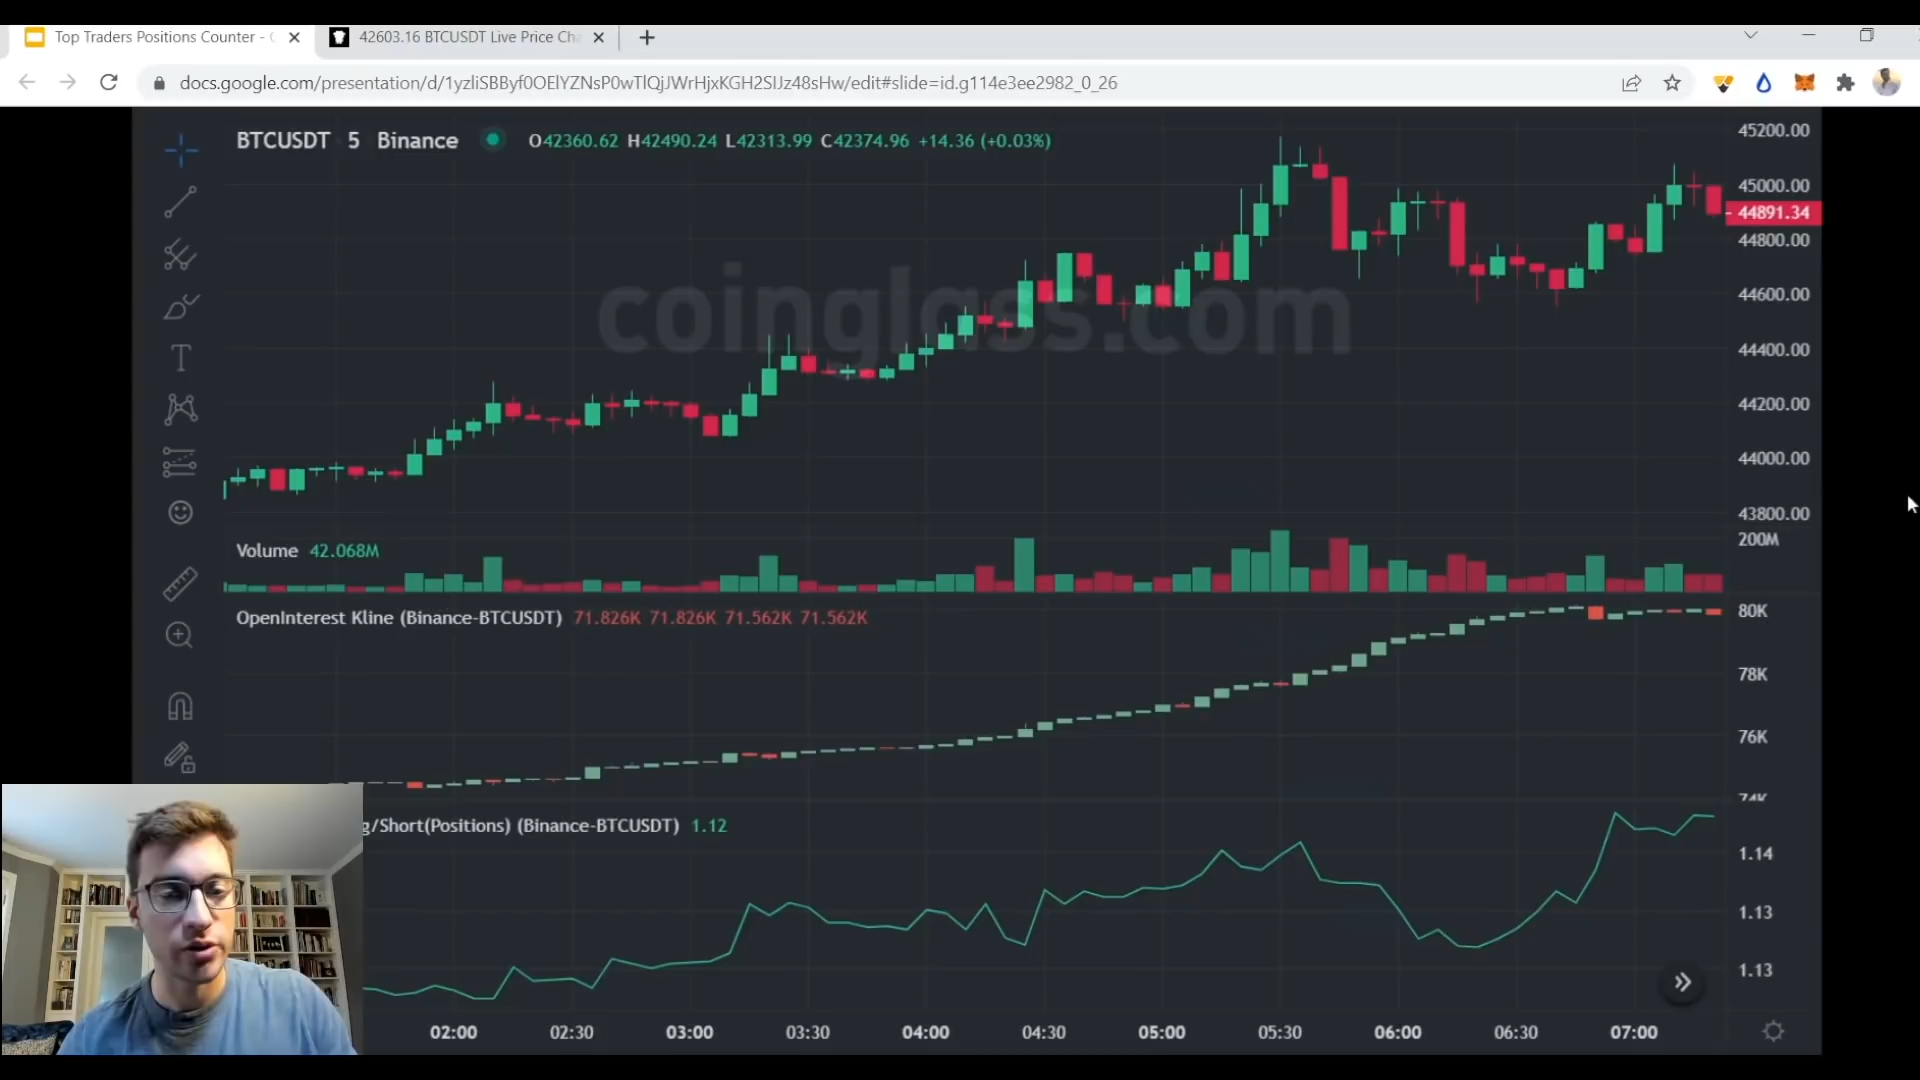 Top Traders Positions Counter -
42603.16 BTCUSDT Live Price Cha
docs.google.com/presentation/d/1yzliSBByf0OElYZNsP0wTlQjJWrHjxKGH2SlJz48sHw/edit#slide=id.g114e3ee2982_0_26
BTCUSDT 5 Binance O42360.62 H42490.24 L42313.99 C42374.96 +14.36 (+0.03%)
45200.00
45000.00
44891.34
44800.00
44600.00
44400.00
44200.00
44000.00
43800.00
coinglass.com
Volume 42.068M
200M
OpenInterest Kline (Binance-BTCUSDT) 71.826K 71.826K 71.562K 71.562K
80K
78K
76K
74K
g/Short(Positions) (Binance-BTCUSDT) 1.12
1.14
1.13
1.13
02:00 02:30 03:00 03:30 04:00 04:30 05:00 05:30 06:00 06:30 07:00